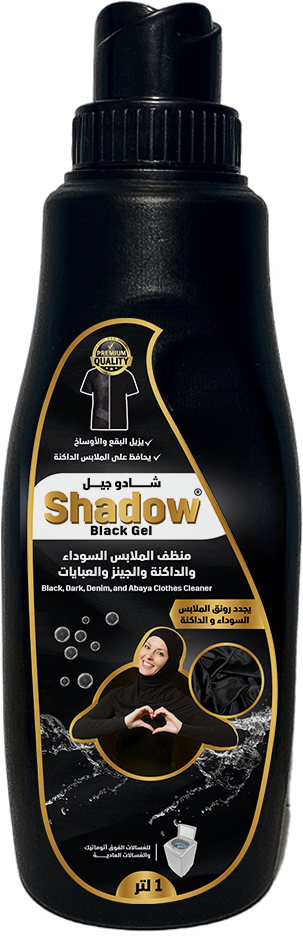 PREMIUM
QUALITY
يزيل البقع والأوساخ
يحافظ على الملابس الداكنة
شادو جيل
Shadow®
Black Gel
منظف الملابس السوداء
والداكنة والجينز والعبايات
Black, Dark, Denim, and Abaya Clothes Cleaner
يجدد رونق الملابس
السوداء و الداكنة
للغسالات الفوق أتوماتيك
والغسالات العادية
1 لتر